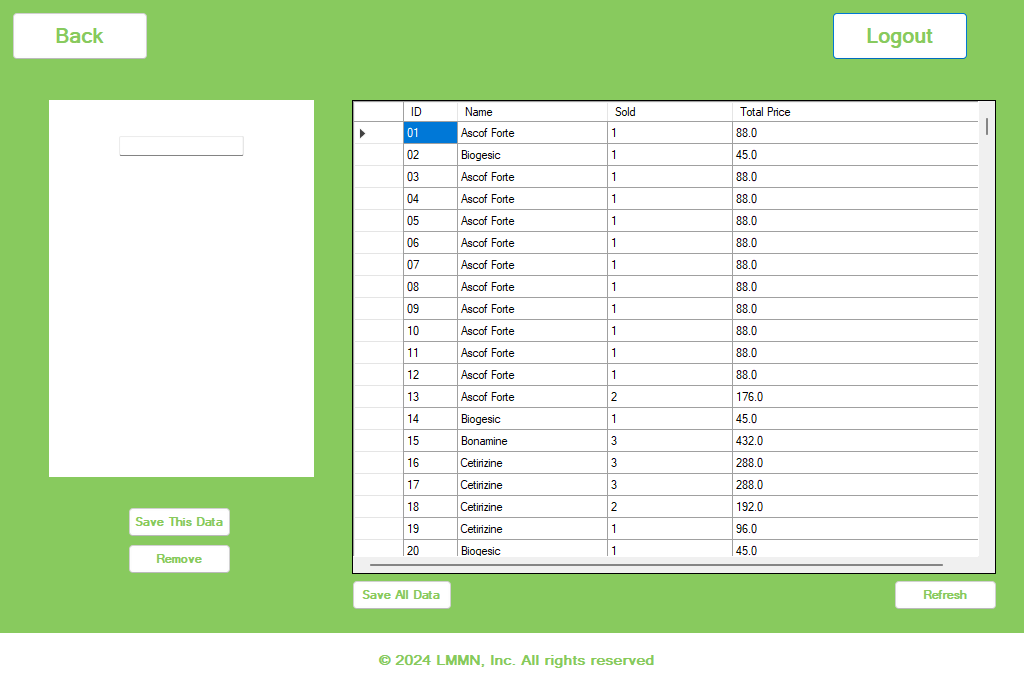 Back
Logout
ID Name Sold Total Price
01 Ascof Forte 1 88.0
02 Biogesic 1 45.0
03 Ascof Forte 1 88.0
04 Ascof Forte 1 88.0
05 Ascof Forte 1 88.0
06 Ascof Forte 1 88.0
07 Ascof Forte 1 88.0
08 Ascof Forte 1 88.0
09 Ascof Forte 1 88.0
10 Ascof Forte 1 88.0
11 Ascof Forte 1 88.0
12 Ascof Forte 1 88.0
13 Ascof Forte 2 176.0
14 Biogesic 1 45.0
15 Bonamine 3 432.0
16 Cetirizine 3 288.0
17 Cetirizine 3 288.0
18 Cetirizine 2 192.0
19 Cetirizine 1 96.0
20 Biogesic 1 45.0
Save This Data
Remove
Save All Data
Refresh
© 2024 LMMN, Inc. All rights reserved